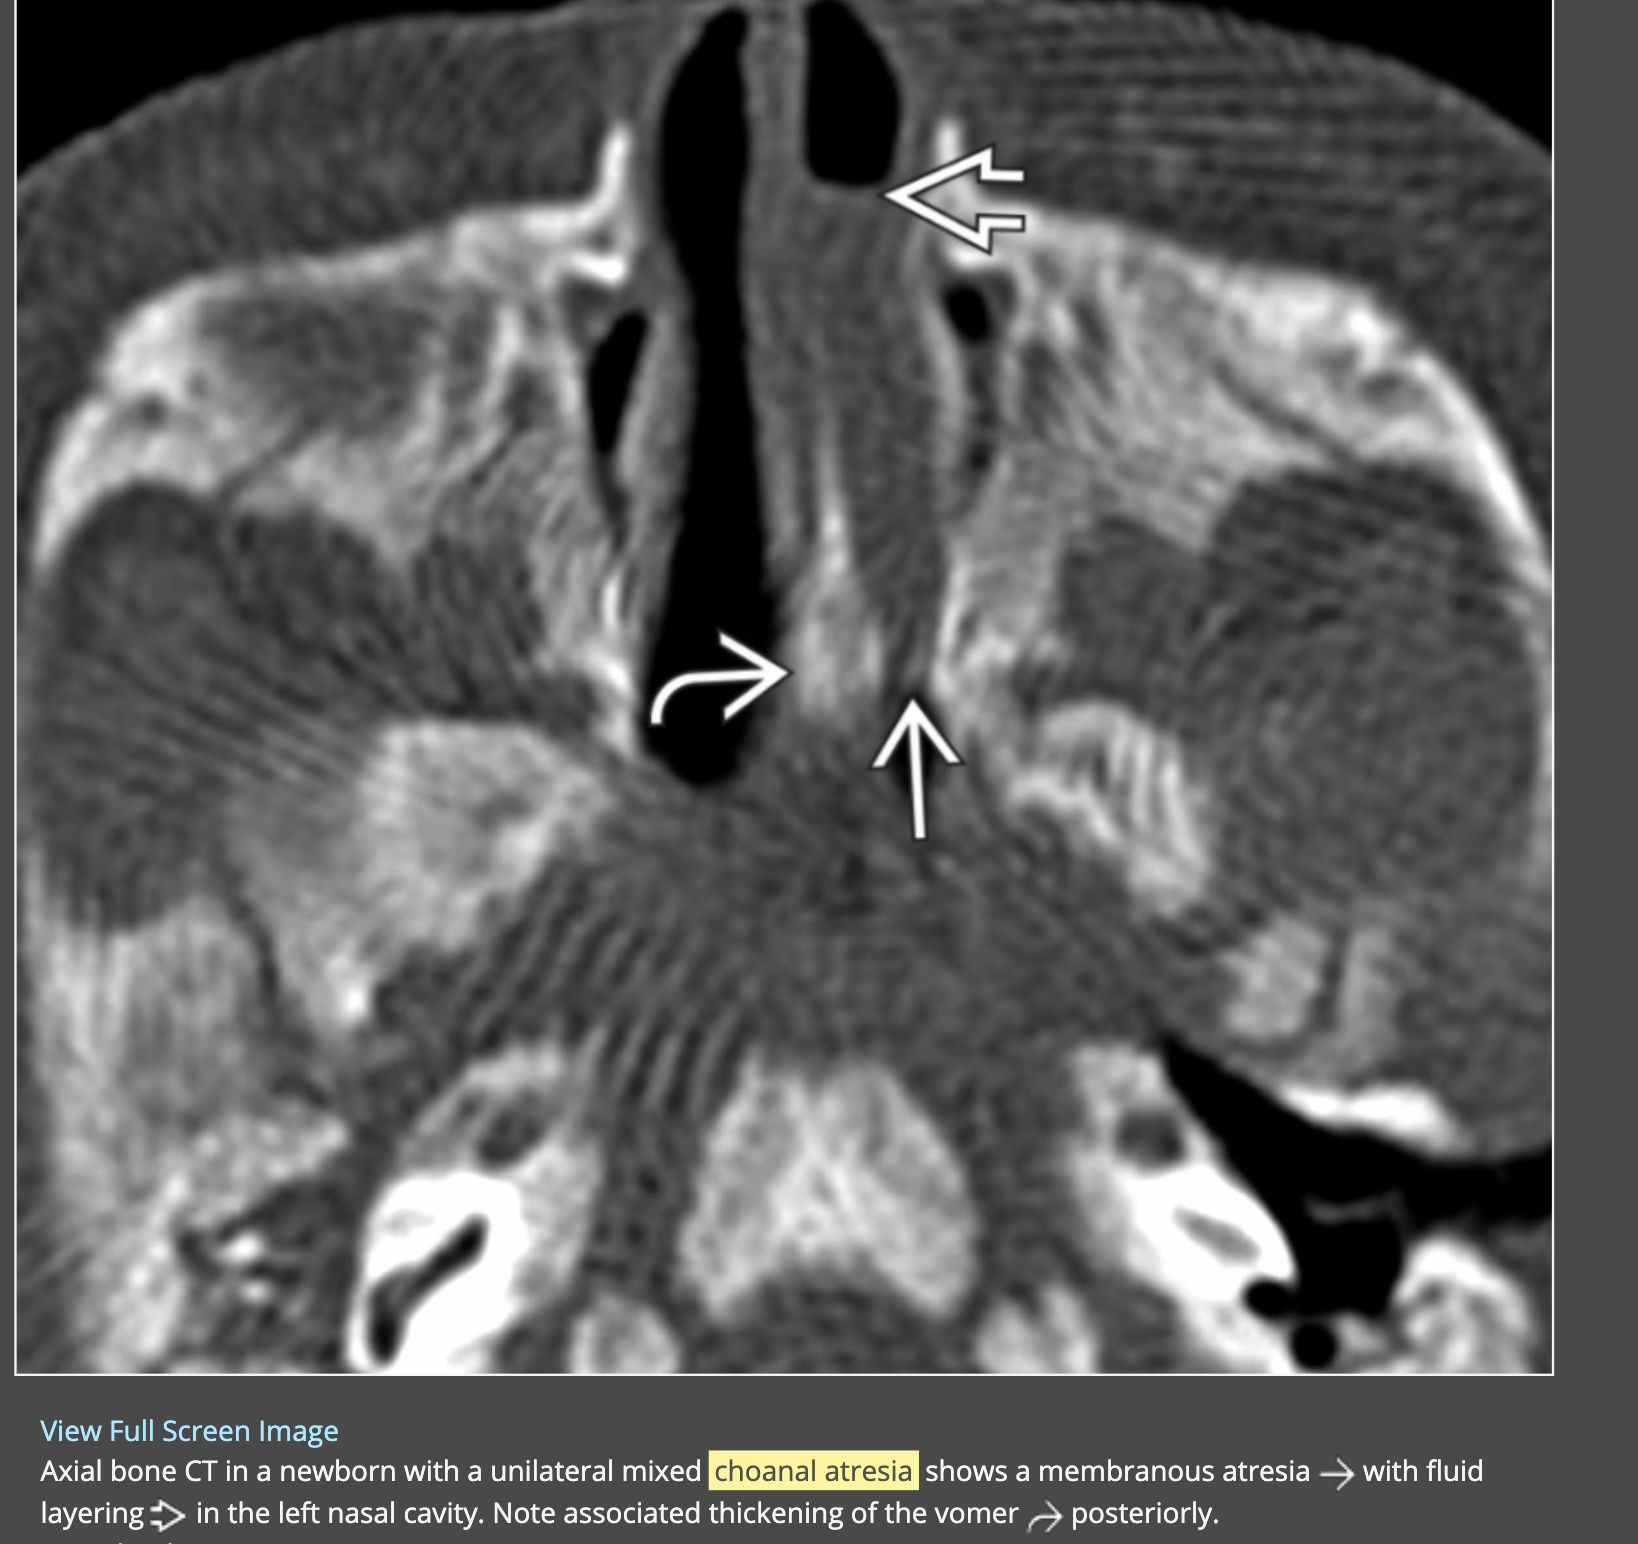 View Full Screen Image
Axial bone CT in a newborn with a unilateral mixed choanal atresia shows a membranous atresia → with fluid
layering ⇨ in the left nasal cavity. Note associated thickening of the vomer ↷ posteriorly.